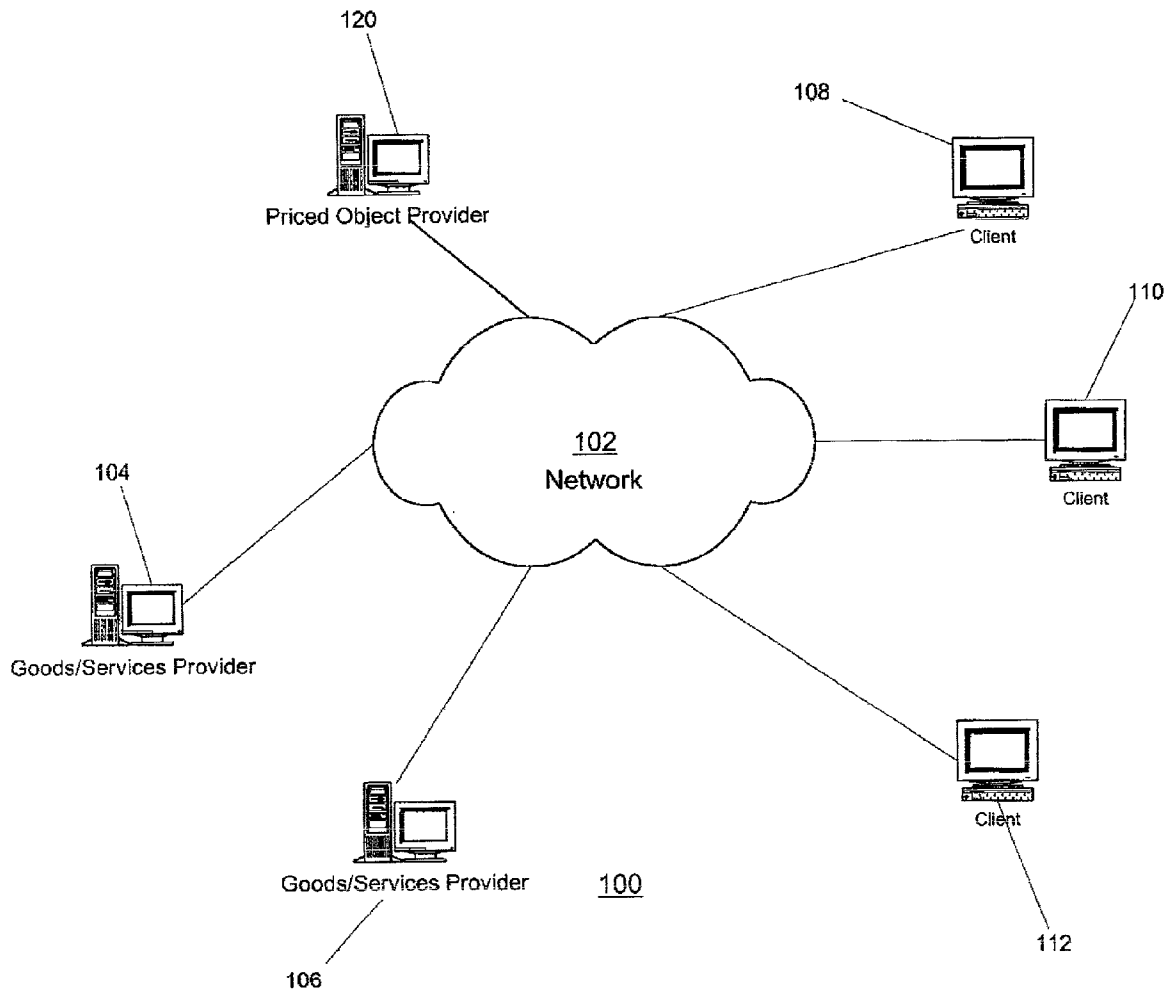 120
108
Priced Object Provider
Client
110
102
Network
104
Client
Goods/Services Provider
Client
Goods/Services Provider
100
112
106